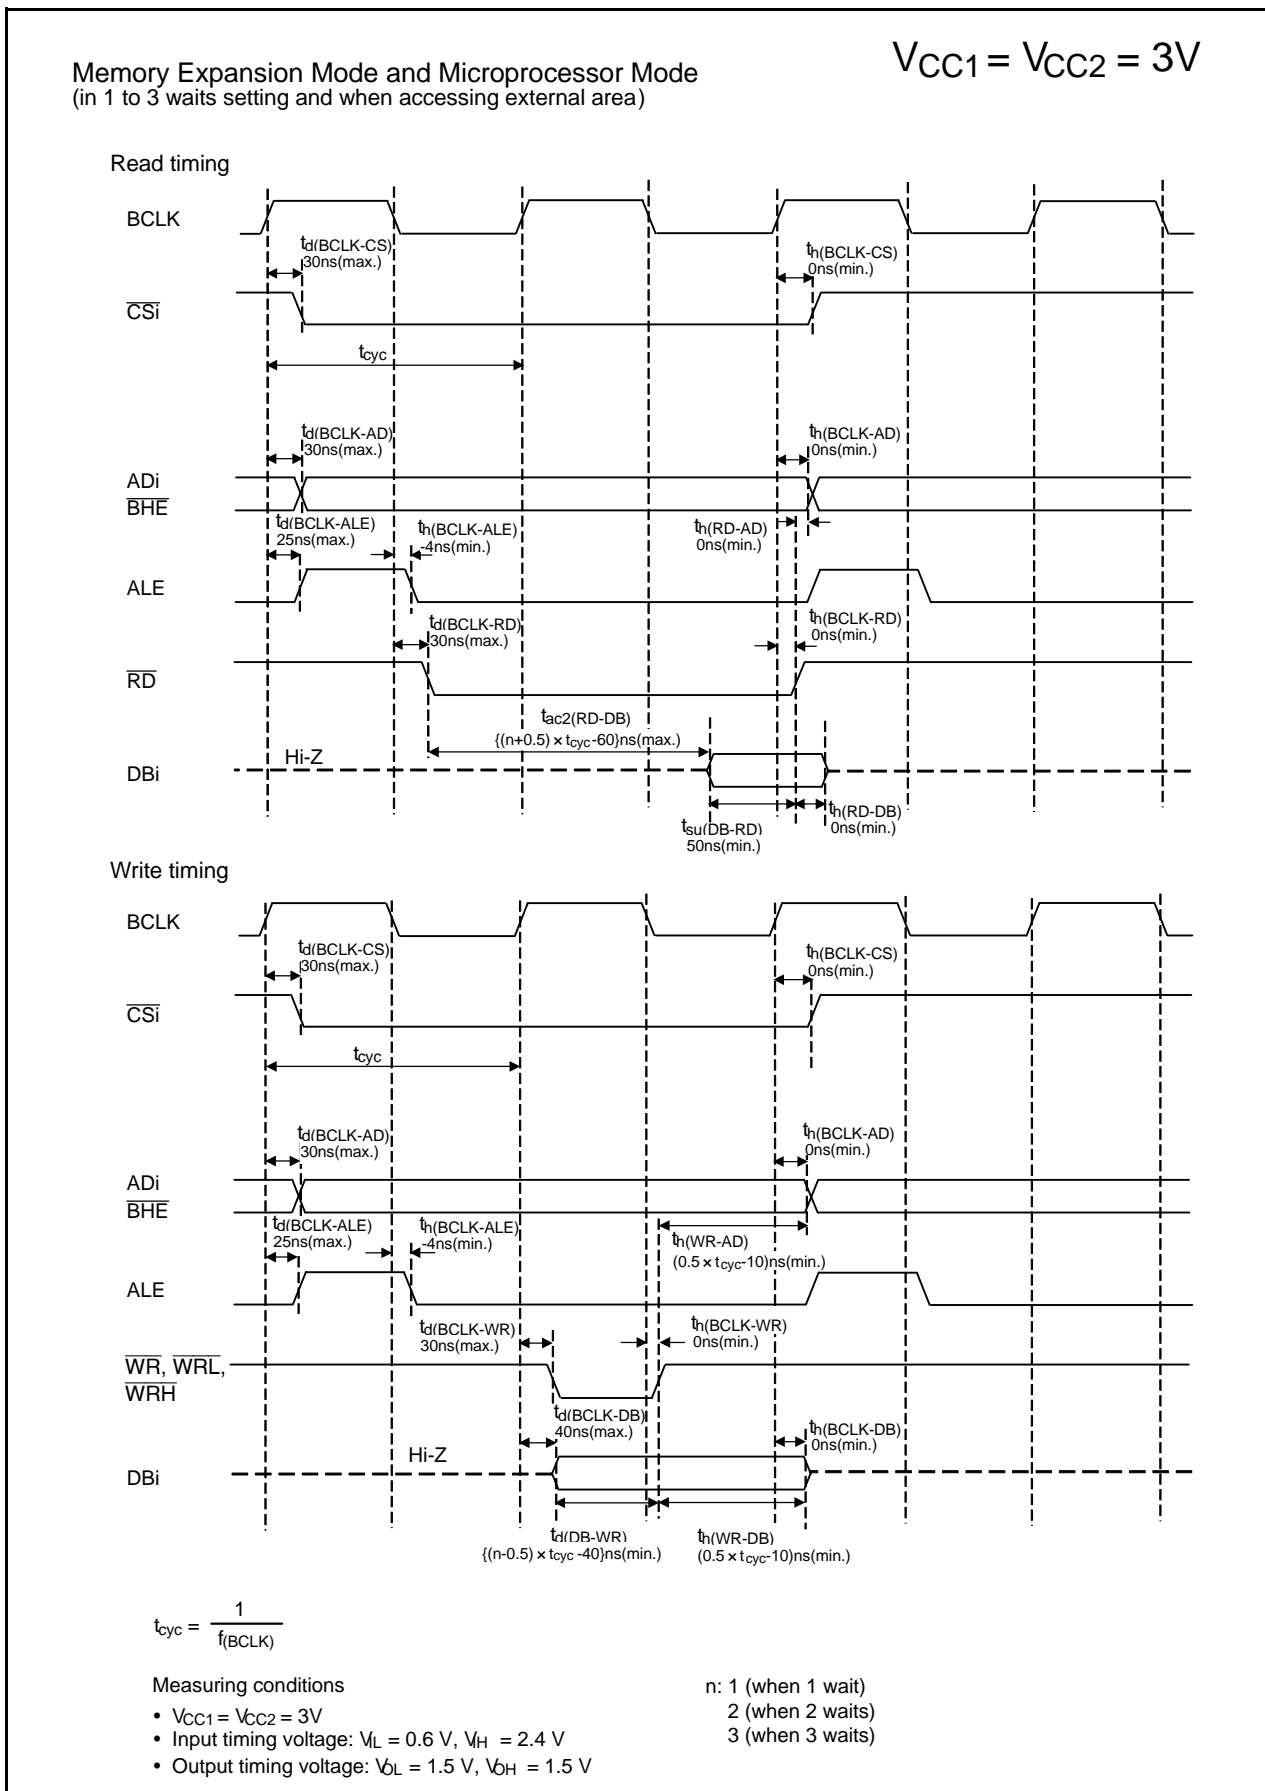 VCC1 = VCC2 = 3V
Memory Expansion Mode and Microprocessor Mode
(in 1 to 3 waits setting and when accessing external area)
Read timing
BCLK
td(BCLK-CS)
30ns(max.)
th(BCLK-CS)
0ns(min.)
CSi
tcyc
td(BCLK-AD)
30ns(max.)
th(BCLK-AD)
0ns(min.)
ADi
BHE
td(BCLK-ALE)
25ns(max.)
th(BCLK-ALE)
-4ns(min.)
th(RD-AD)
0ns(min.)
ALE
td(BCLK-RD)
30ns(max.)
th(BCLK-RD)
0ns(min.)
RD
tac2(RD-DB)
{(n+0.5) × tcyc-60}ns(max.)
Hi-Z
DBi
tsu(DB-RD)
50ns(min.)
th(RD-DB)
0ns(min.)
Write timing
BCLK
td(BCLK-CS)
30ns(max.)
th(BCLK-CS)
0ns(min.)
CSi
tcyc
td(BCLK-AD)
30ns(max.)
th(BCLK-AD)
0ns(min.)
ADi
BHE
td(BCLK-ALE)
25ns(max.)
th(BCLK-ALE)
-4ns(min.)
th(WR-AD)
(0.5 × tcyc-10)ns(min.)
ALE
td(BCLK-WR)
30ns(max.)
th(BCLK-WR)
0ns(min.)
WR, WRL,
WRH
td(BCLK-DB)
40ns(max.)
th(BCLK-DB)
0ns(min.)
Hi-Z
DBi
td(DB-WR)
{(n-0.5) × tcyc -40}ns(min.)
th(WR-DB)
(0.5 × tcyc-10)ns(min.)
tcyc = 1
f(BCLK)
Measuring conditions
• VCC1 = VCC2 = 3V
• Input timing voltage: VIL = 0.6 V, VIH = 2.4 V
• Output timing voltage: VOL = 1.5 V, VOH = 1.5 V
n: 1 (when 1 wait)
2 (when 2 waits)
3 (when 3 waits)